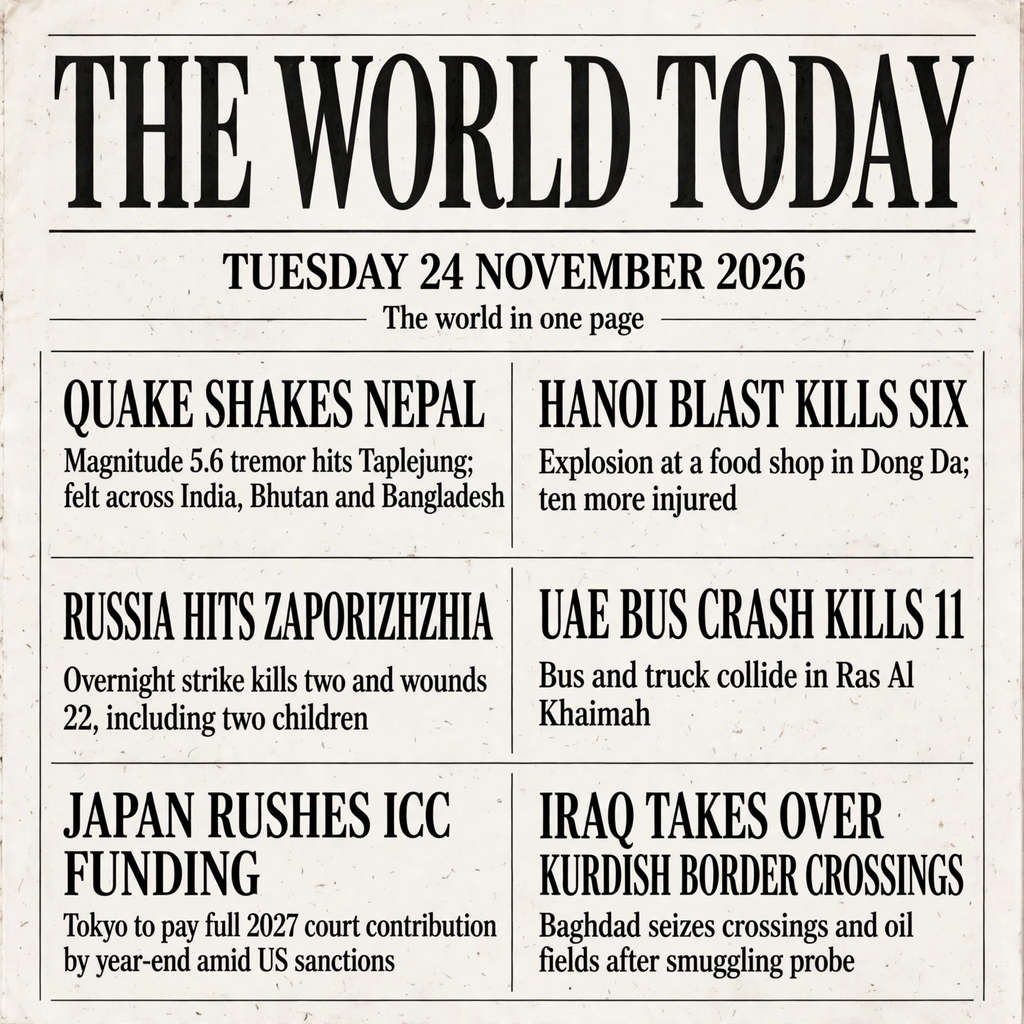 THE WORLD TODAY
TUESDAY 24 NOVEMBER 2026
The world in one page
QUAKE SHAKES NEPAL
Magnitude 5.6 tremor hits Taplejung;
felt across India, Bhutan and Bangladesh
HANOI BLAST KILLS SIX
Explosion at a food shop in Dong Da;
ten more injured
RUSSIA HITS ZAPORIZHZHIA
Overnight strike kills two and wounds
22, including two children
UAE BUS CRASH KILLS 11
Bus and truck collide in Ras Al
Khaimah
JAPAN RUSHES ICC
FUNDING
Tokyo to pay full 2027 court contribution
by year-end amid US sanctions
IRAQ TAKES OVER
KURDISH BORDER CROSSINGS
Baghdad seizes crossings and oil
fields after smuggling probe